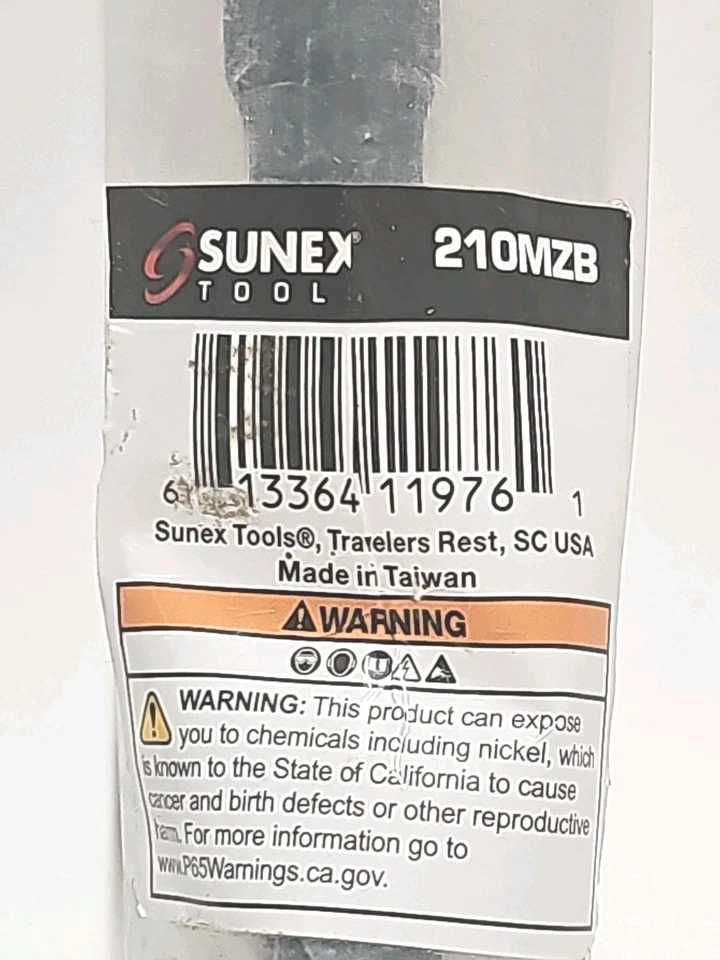 SUNEX® 210MZB
TOOL
6 13364 11976 1
Sunex Tools®, Travelers Rest, SC USA
Made in Taiwan
WARNING
WARNING: This product can expose
you to chemicals including nickel, which
is known to the State of California to cause
cancer and birth defects or other reproductive
harm. For more information go to
www.P65Warnings.ca.gov.